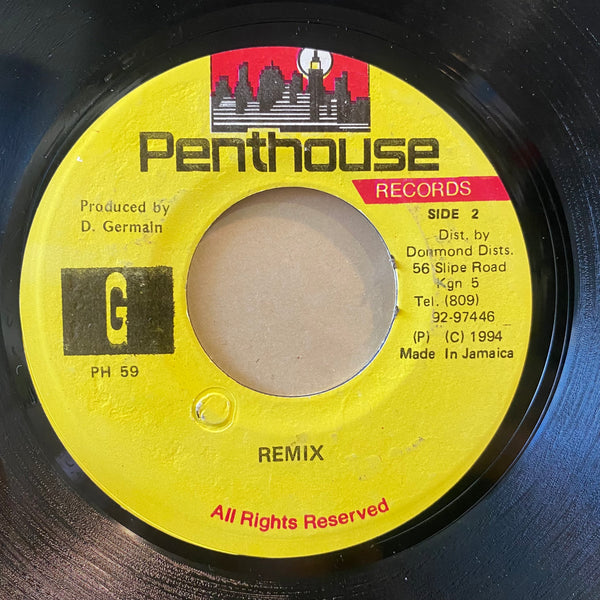 Penthouse
RECORDS
Produced by
D. Germain
SIDE 2
Dist. by
Donmond Dists.
56 Slipe Road
Kgn 5
Tel. (809)
92-97446
(P) (C) 1994
Made In Jamaica
G
PH 59
REMIX
All Rights Reserved